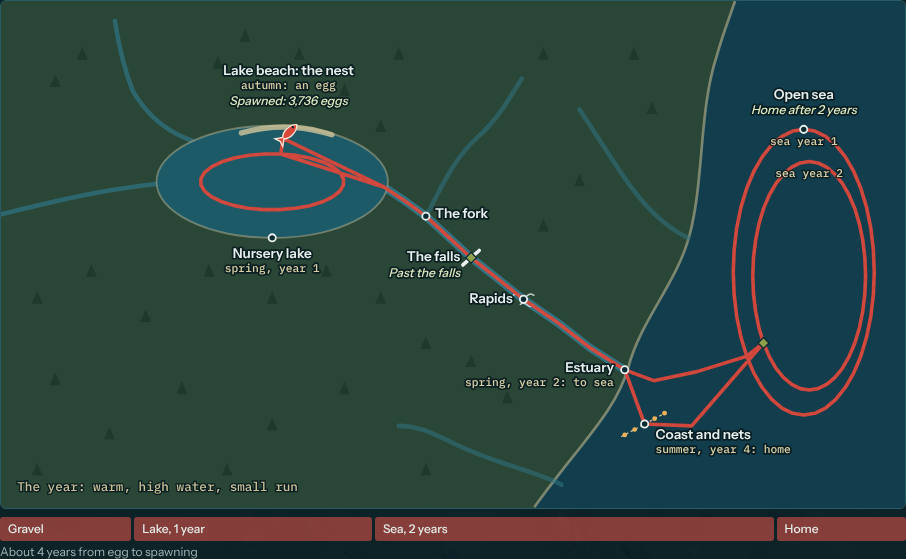 Lake beach: the nest
autumn: an egg
Spawned: 3,736 eggs
Open sea
Home after 2 years
sea year 1
sea year 2
The fork
Nursery lake
spring, year 1
The falls
Past the falls
Rapids
Estuary
spring, year 2: to sea
Coast and nets
summer, year 4: home
The year: warm, high water, small run
Gravel
Lake, 1 year
Sea, 2 years
Home
About 4 years from egg to spawning